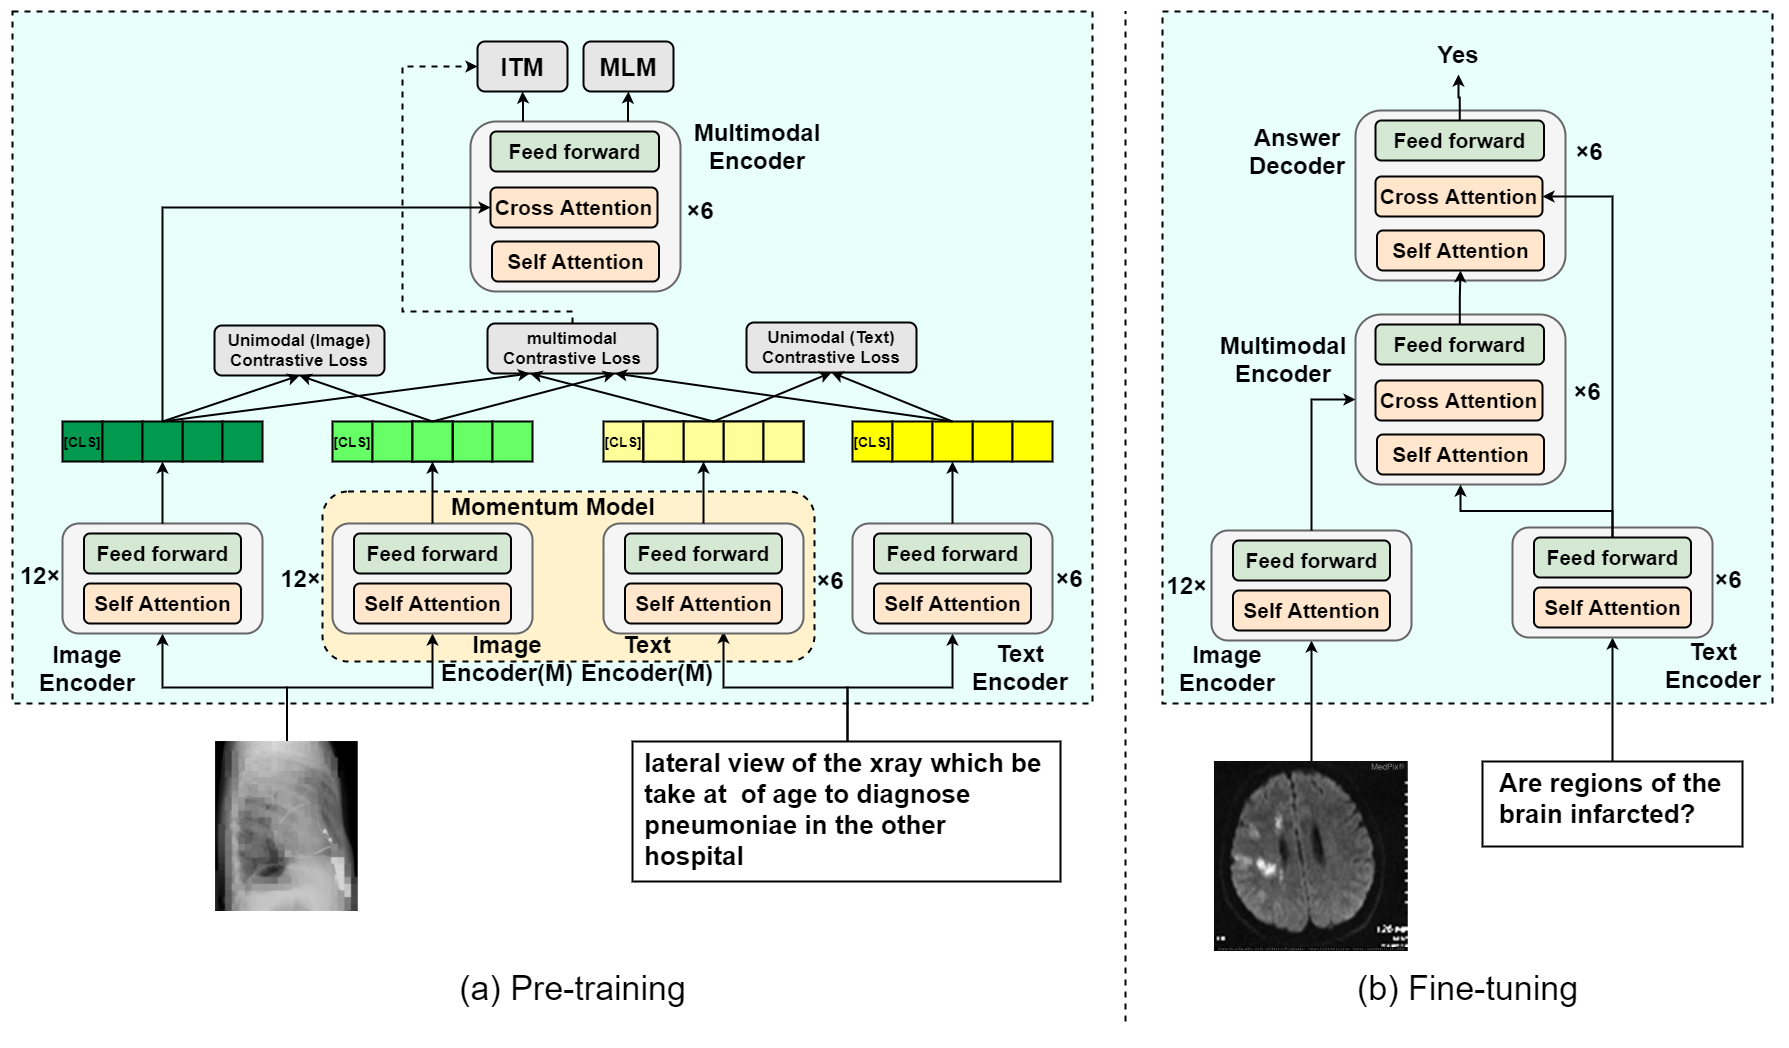 ITM
MLM
Multimodal
Encoder
Feed forward
Cross Attention
×6
Self Attention
Unimodal (Image)
Contrastive Loss
multimodal
Contrastive Loss
Unimodal (Text)
Contrastive Loss
[CLS]
[CLS]
[CLS]
[CLS]
Momentum Model
12×
Feed forward
Self Attention
Image
Encoder
12×
Feed forward
Self Attention
Image
Encoder(M)
Feed forward
Self Attention
×6
Text
Encoder(M)
Feed forward
Self Attention
×6
Text
Encoder
lateral view of the xray which be
take at  of age to diagnose
pneumoniae in the other
hospital
(a) Pre-training
Yes
Answer
Decoder
Feed forward
×6
Cross Attention
Self Attention
Multimodal
Encoder
Feed forward
Cross Attention
×6
Self Attention
12×
Feed forward
Self Attention
Image
Encoder
Feed forward
Self Attention
×6
Text
Encoder
MedPix®
Are regions of the
brain infarcted?
(b) Fine-tuning